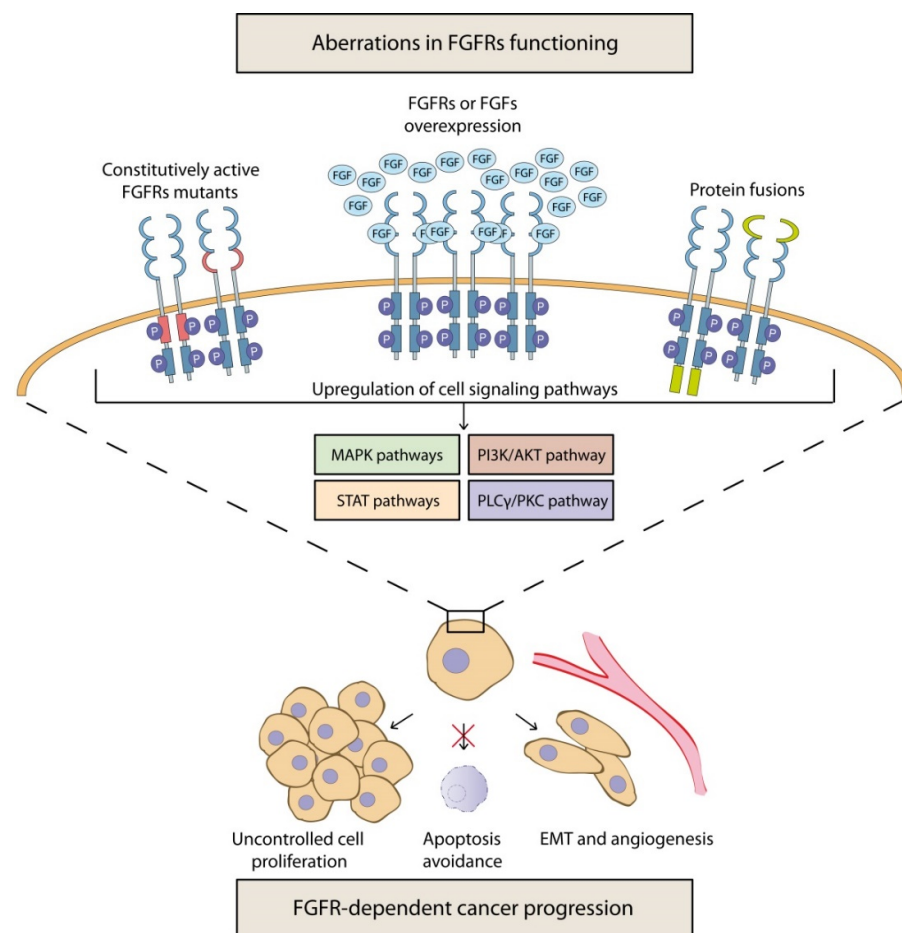 Aberrations in FGFRs functioning
FGFRs or FGFs
overexpression
Constitutively active
FGFRs mutants
Protein fusions
FGF FGF FGF FGF
FGF FGF FGF FGF
FGF FGF FGF FGF
FGF FGF FGF
FGF FGF FGF FGF
P P P P
P P P P
P P P P P P
P P P P P P
P P P P
P P P P
Upregulation of cell signaling pathways
MAPK pathways
PI3K/AKT pathway
STAT pathways
PLCγ/PKC pathway
Uncontrolled cell
proliferation
Apoptosis
avoidance
EMT and angiogenesis
FGFR-dependent cancer progression